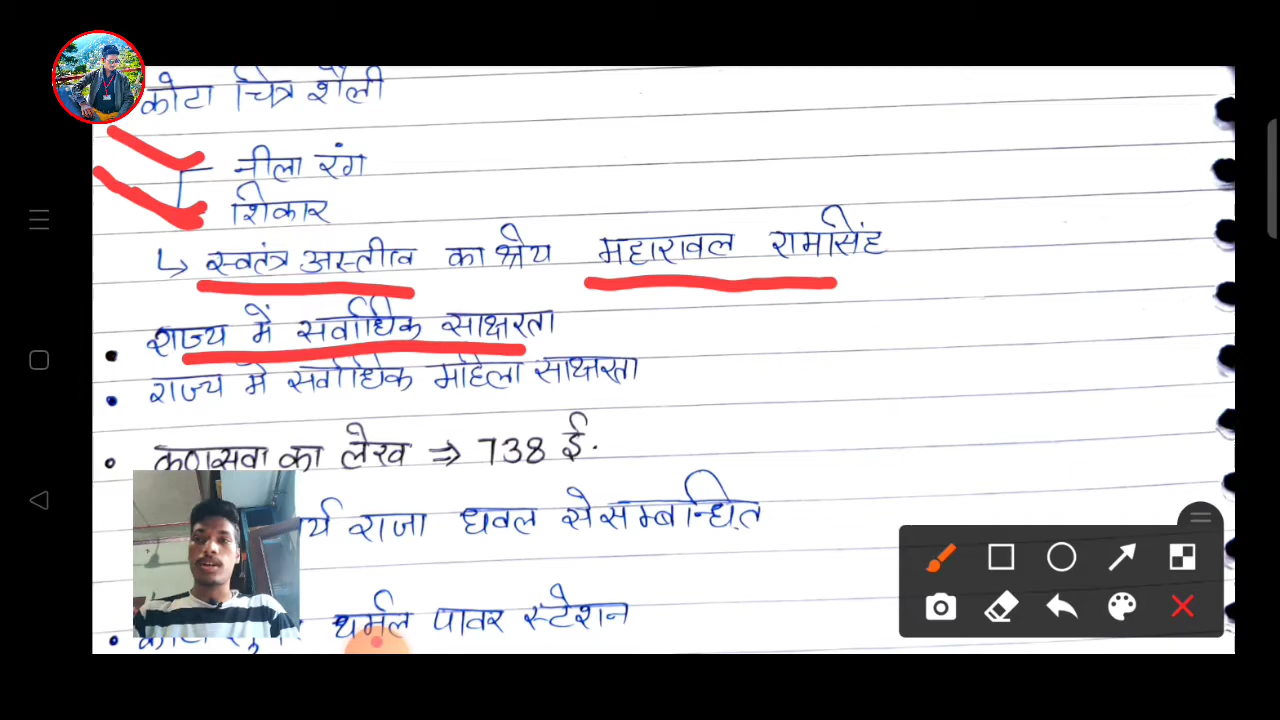 कोटा चित्र शैली
नीला रंग
शिकार
↳ स्वतंत्र अस्तीत्व का श्रेय महारावल रामसिंह
• राज्य में सर्वाधिक साक्षरता
• राज्य मे सर्वाधिक महिला साक्षरता
• कणसवा का लेख ⇒ 738 ई.
र्य राजा धवल से सम्बन्धित
• थर्मल पावर स्टेशन